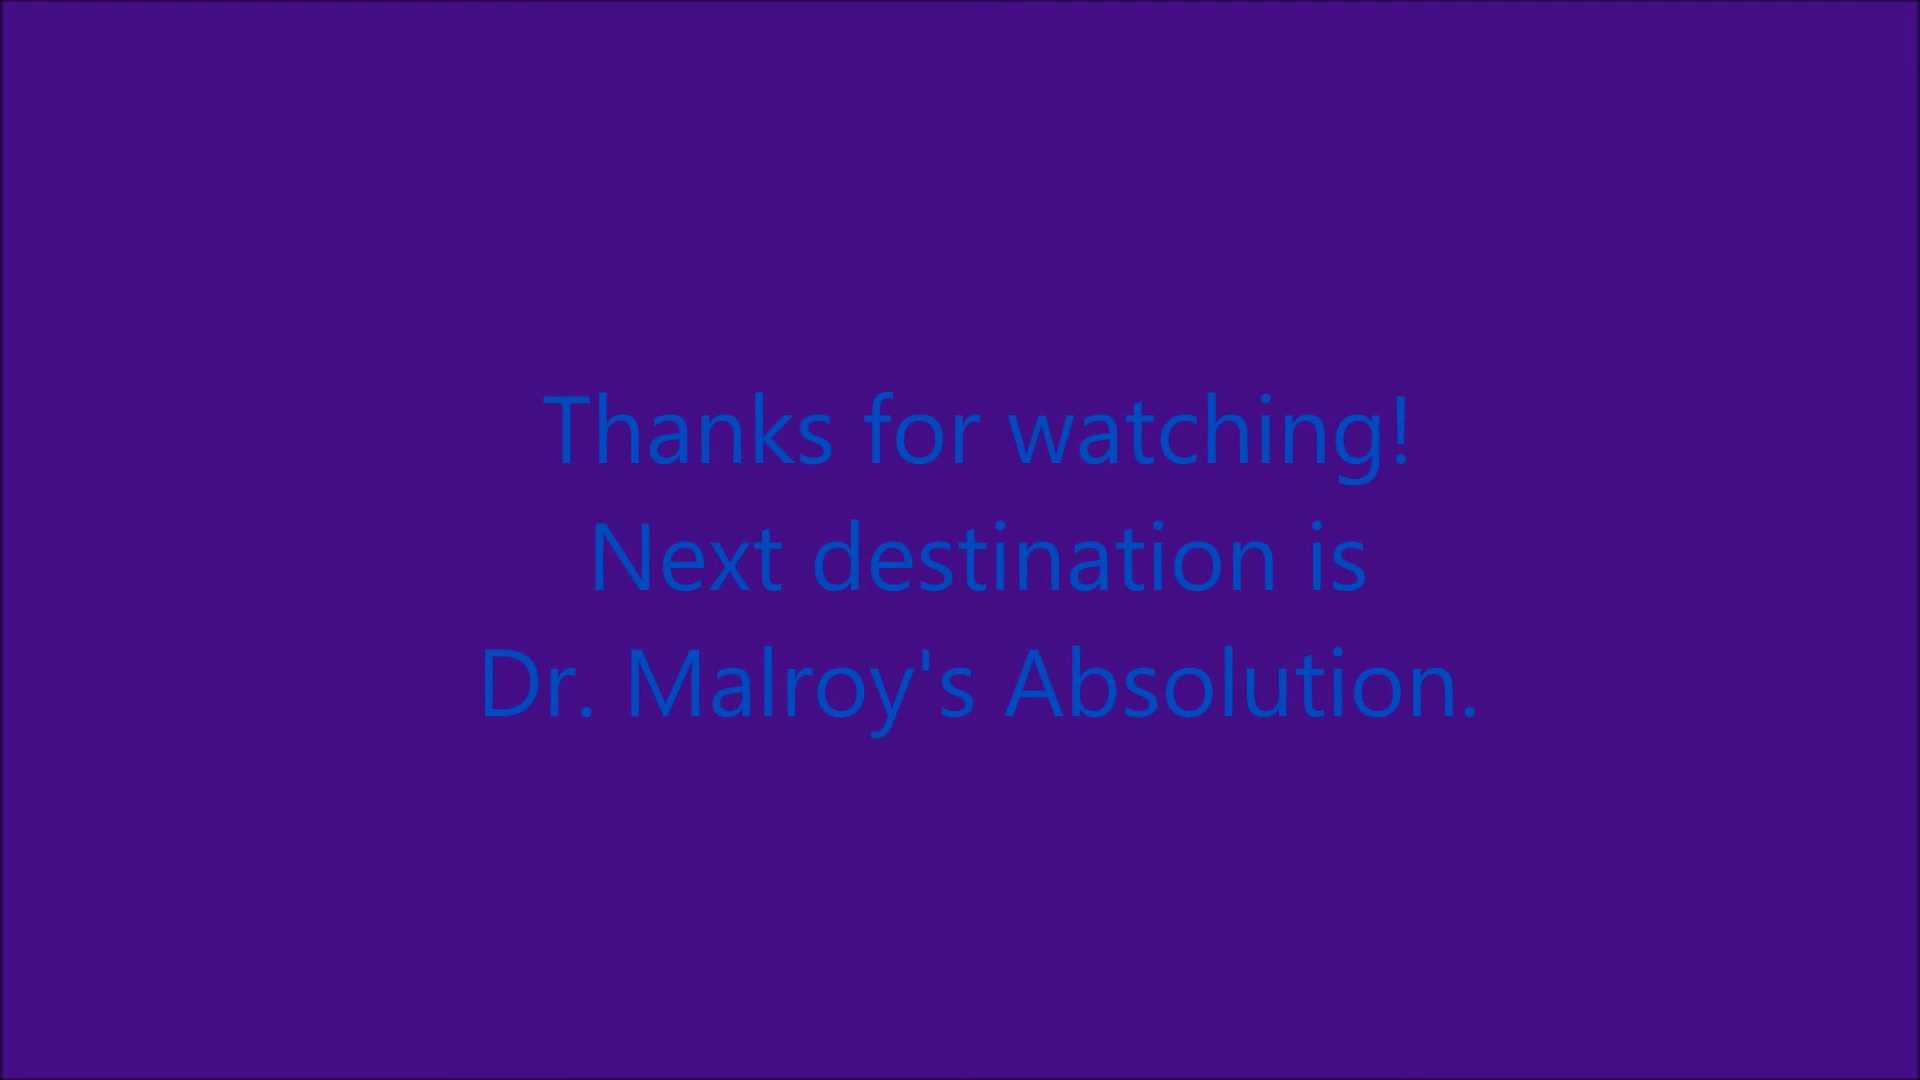 Thanks for watching!
Next destination is
Dr. Malroy's Absolution.